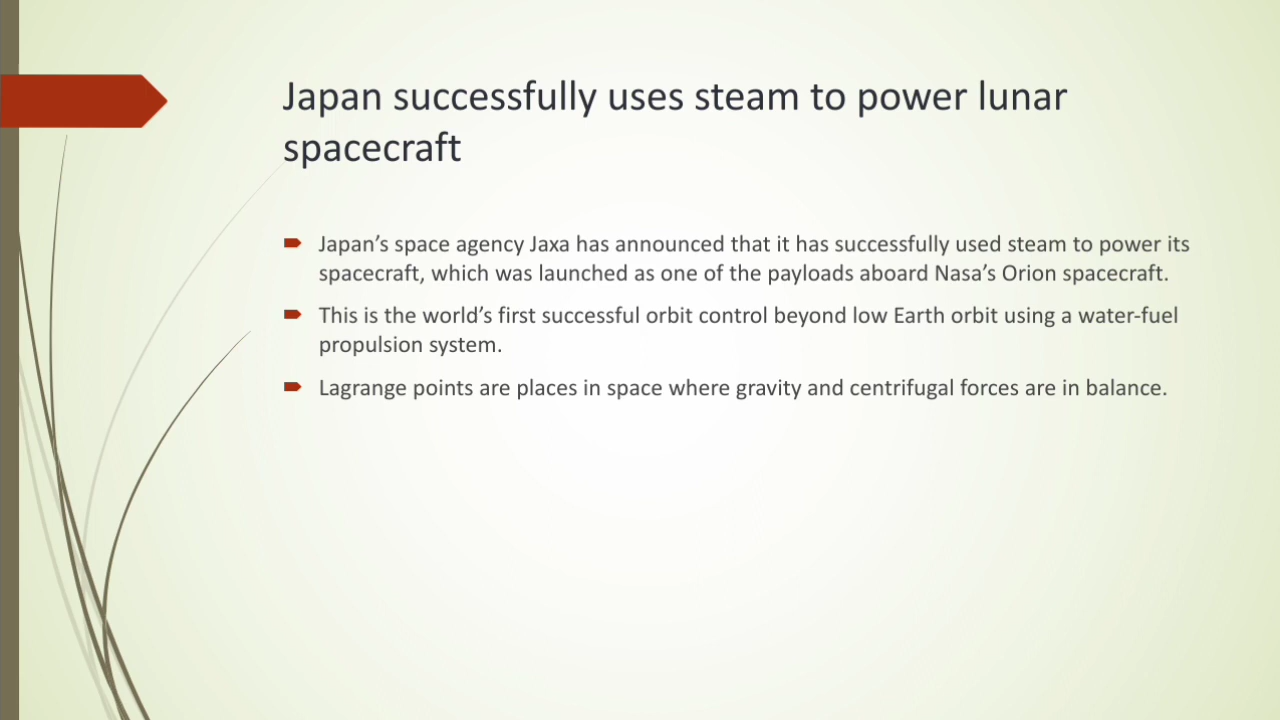 Japan successfully uses steam to power lunar
spacecraft
Japan’s space agency Jaxa has announced that it has successfully used steam to power its
spacecraft, which was launched as one of the payloads aboard Nasa’s Orion spacecraft.
This is the world’s first successful orbit control beyond low Earth orbit using a water-fuel
propulsion system.
Lagrange points are places in space where gravity and centrifugal forces are in balance.